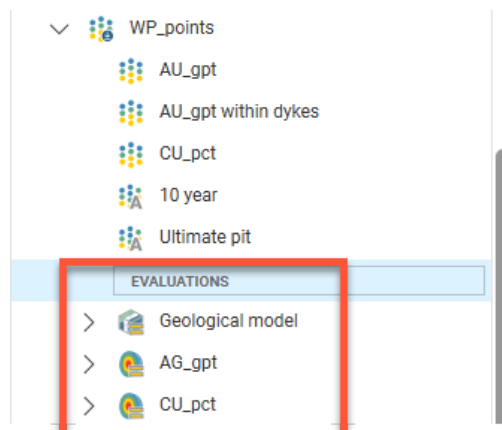 WP_points
AU_gpt
AU_gpt within dykes
CU_pct
10 year
Ultimate pit
EVALUATIONS
Geological model
AG_gpt
CU_pct